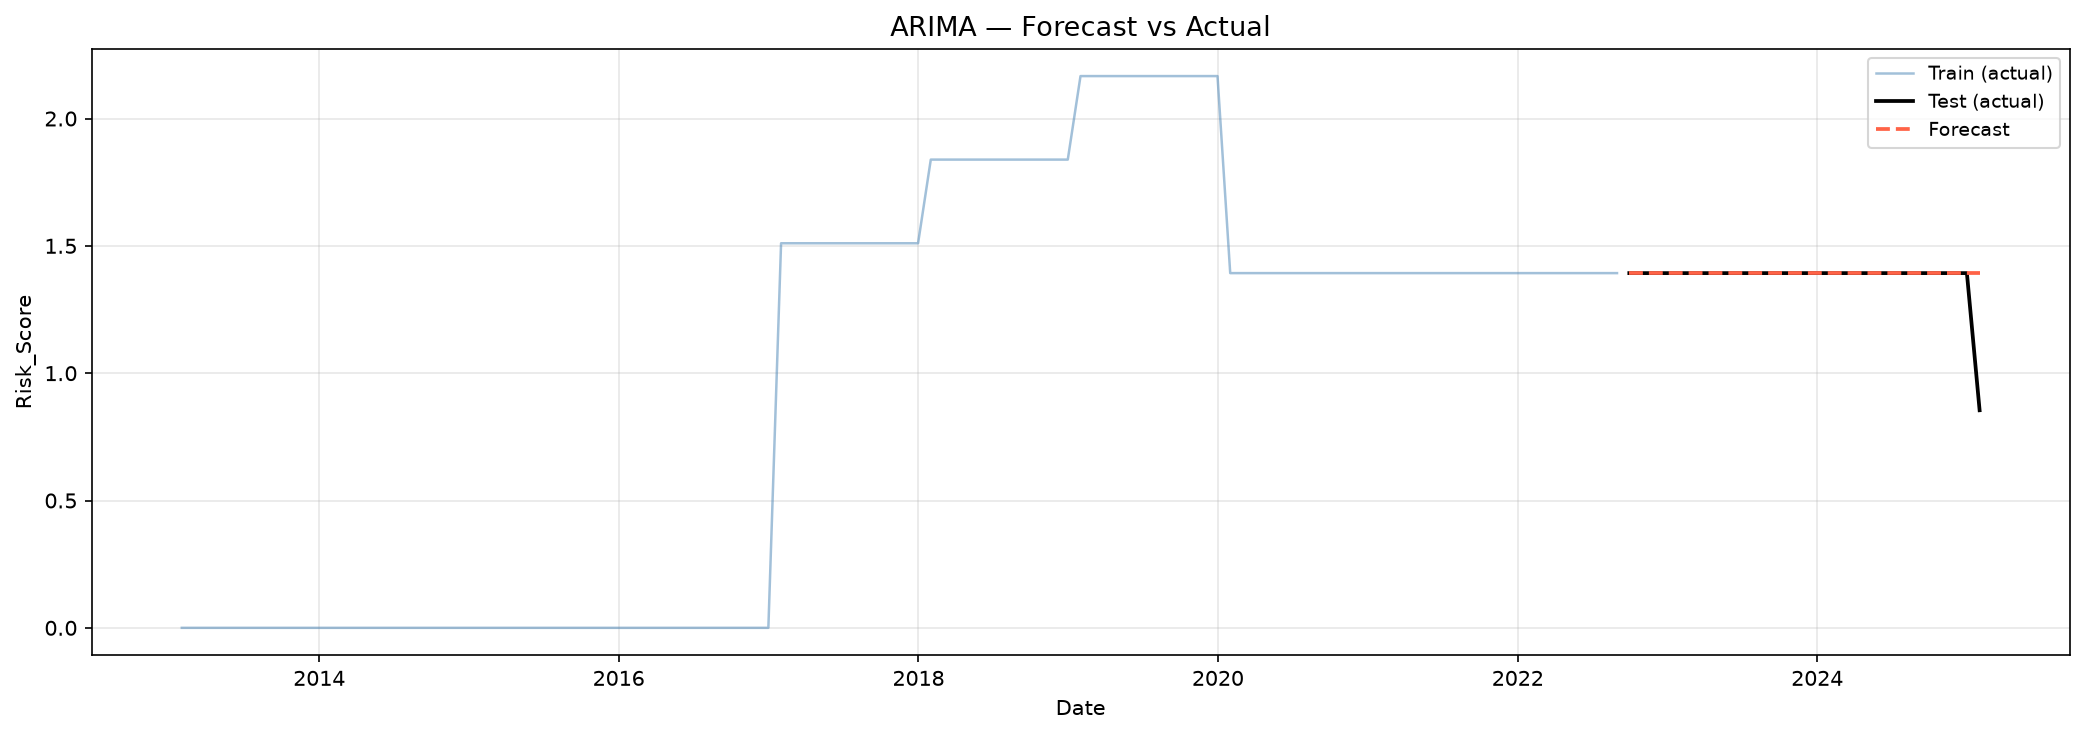 ARIMA — Forecast vs Actual
Train (actual)
Test (actual)
Forecast
Risk_Score
2.0
1.5
1.0
0.5
0.0
2014 2016 2018 2020 2022 2024
Date